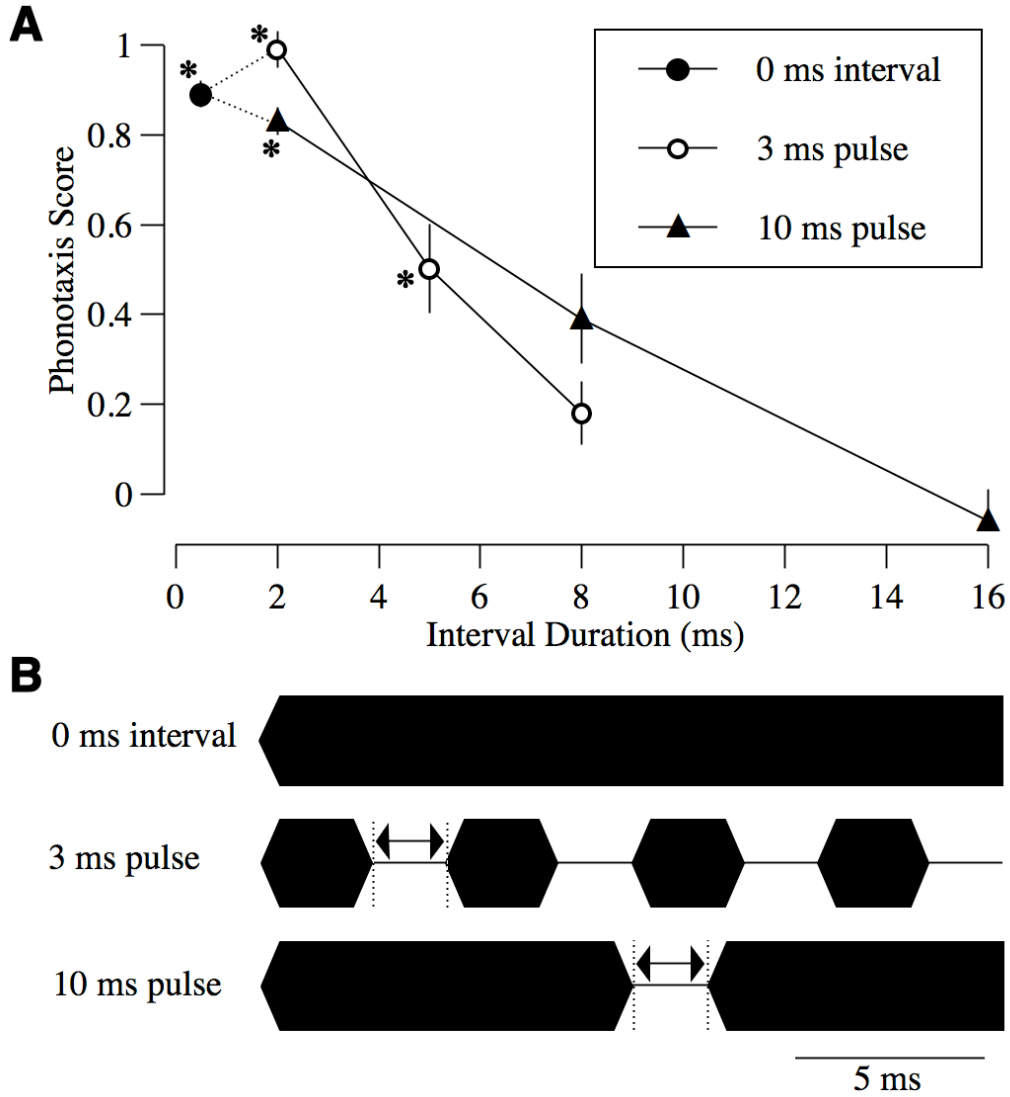 A
Phonotaxis Score
1
0.8
0.6
0.4
0.2
0
*
*
*
*
0 ms interval
3 ms pulse
10 ms pulse
0 2 4 6 8 10 12 14 16
Interval Duration (ms)
B
0 ms interval
3 ms pulse
10 ms pulse
5 ms